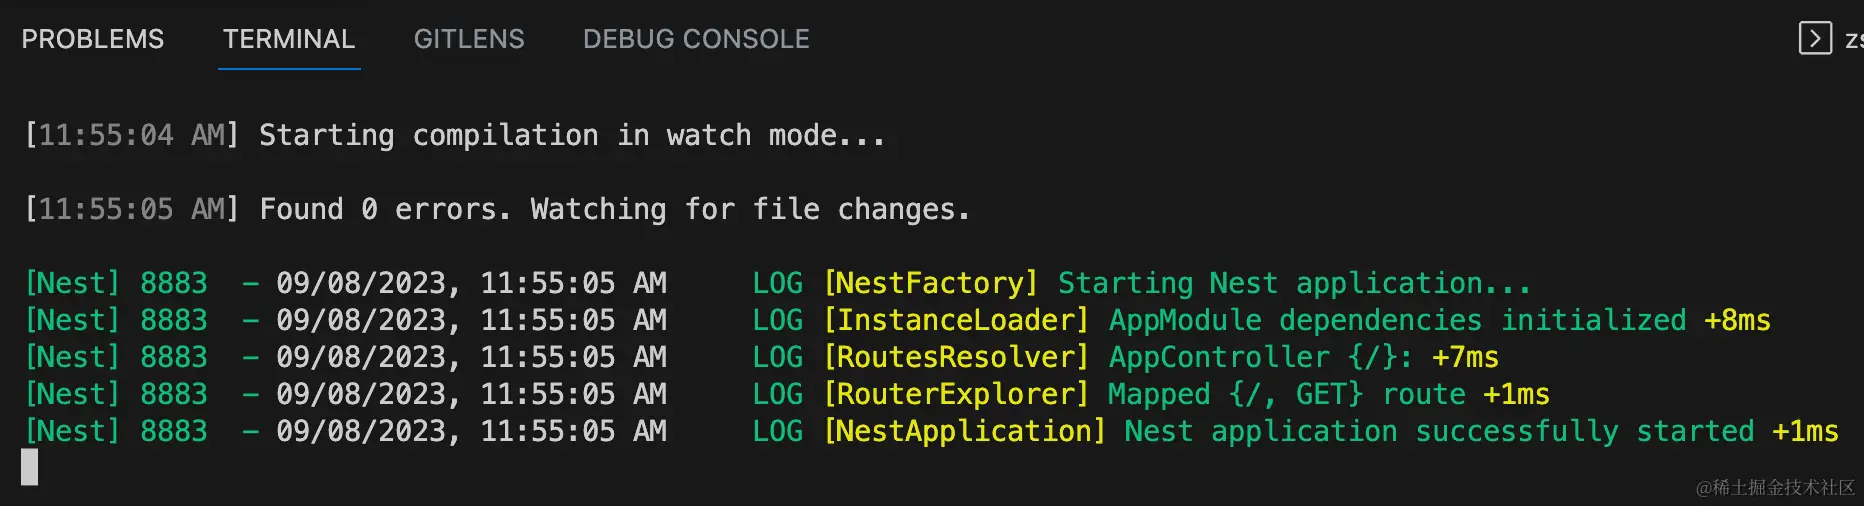 PROBLEMS TERMINAL GITLENS DEBUG CONSOLE zs
[11:55:04 AM] Starting compilation in watch mode...
[11:55:05 AM] Found 0 errors. Watching for file changes.
[Nest] 8883  - 09/08/2023, 11:55:05 AM     LOG [NestFactory] Starting Nest application...
[Nest] 8883  - 09/08/2023, 11:55:05 AM     LOG [InstanceLoader] AppModule dependencies initialized +8ms
[Nest] 8883  - 09/08/2023, 11:55:05 AM     LOG [RoutesResolver] AppController {/}: +7ms
[Nest] 8883  - 09/08/2023, 11:55:05 AM     LOG [RouterExplorer] Mapped {/, GET} route +1ms
[Nest] 8883  - 09/08/2023, 11:55:05 AM     LOG [NestApplication] Nest application successfully started +1ms
@稀土掘金技术社区